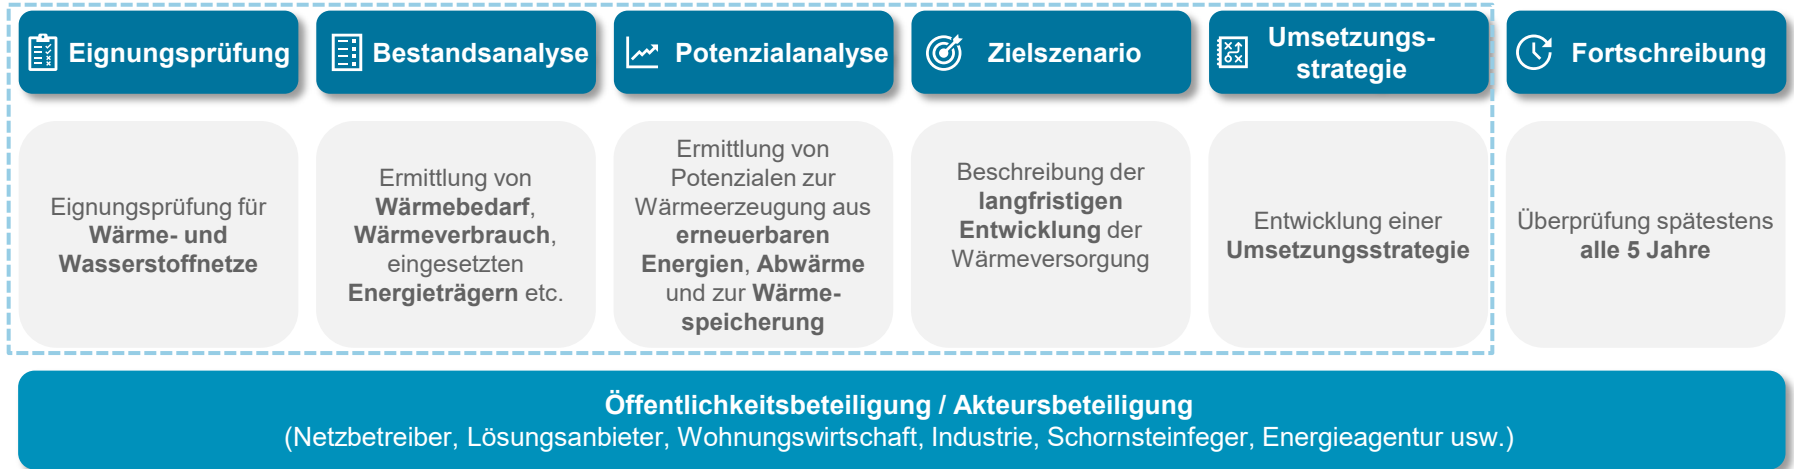 Eignungsprüfung
Bestandsanalyse
Potenzialanalyse
Zielszenario
Umsetzungs-
strategie
Fortschreibung
Eignungsprüfung für
Wärme- und
Wasserstoffnetze
Ermittlung von
Wärmebedarf,
Wärmeverbrauch,
eingesetzten
Energieträgern etc.
Ermittlung von
Potenzialen zur
Wärmeerzeugung aus
erneuerbaren
Energien, Abwärme
und zur Wärme-
speicherung
Beschreibung der
langfristigen
Entwicklung der
Wärmeversorgung
Entwicklung einer
Umsetzungsstrategie
Überprüfung spätestens
alle 5 Jahre
Öffentlichkeitsbeteiligung / Akteursbeteiligung
(Netzbetreiber, Lösungsanbieter, Wohnungswirtschaft, Industrie, Schornsteinfeger, Energieagentur usw.)